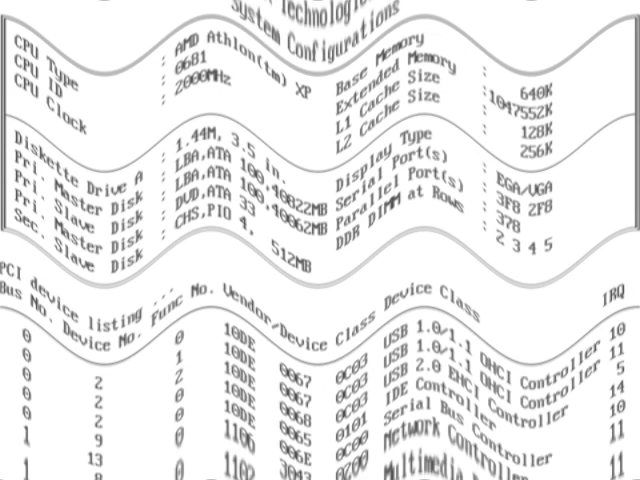 System Configurations
CPU Type : AMD Athlon(tm) XP Base Memory : 640K
CPU ID : 0681 Extended Memory : 1047552K
CPU Clock : 2000MHz L1 Cache Size : 128K
L2 Cache Size : 256K
Diskette Drive A : 1.44M, 3.5 in. Display Type : EGA/VGA
Pri. Master Disk : LBA,ATA 100, 40822MB Serial Port(s) : 3F8 2F8
Pri. Slave Disk : LBA,ATA 100, 40062MB Parallel Port(s) : 378
Pri. Master Disk : DVD,ATA 33 DDR DIMM at Rows : 2 3 4 5
Sec. Slave Disk : CHS,PIO 4, 512MB
PCI device listing ...
Bus No. Device No. Func No. Vendor/Device Class Device Class IRQ
0 2 0 10DE 0067 0C03 USB 1.0/1.1 OHCI Controller 10
0 2 1 10DE 0067 0C03 USB 1.0/1.1 OHCI Controller 11
0 2 2 10DE 0068 0C03 USB 2.0 EHCI Controller 5
0 9 0 10DE 0065 0101 IDE Controller 14
0 13 0 10DE 006E 0C00 Serial Bus Controller 10
1 8 0 1106 3043 0200 Network Controller 11
1 0 1102 Multimedia 11